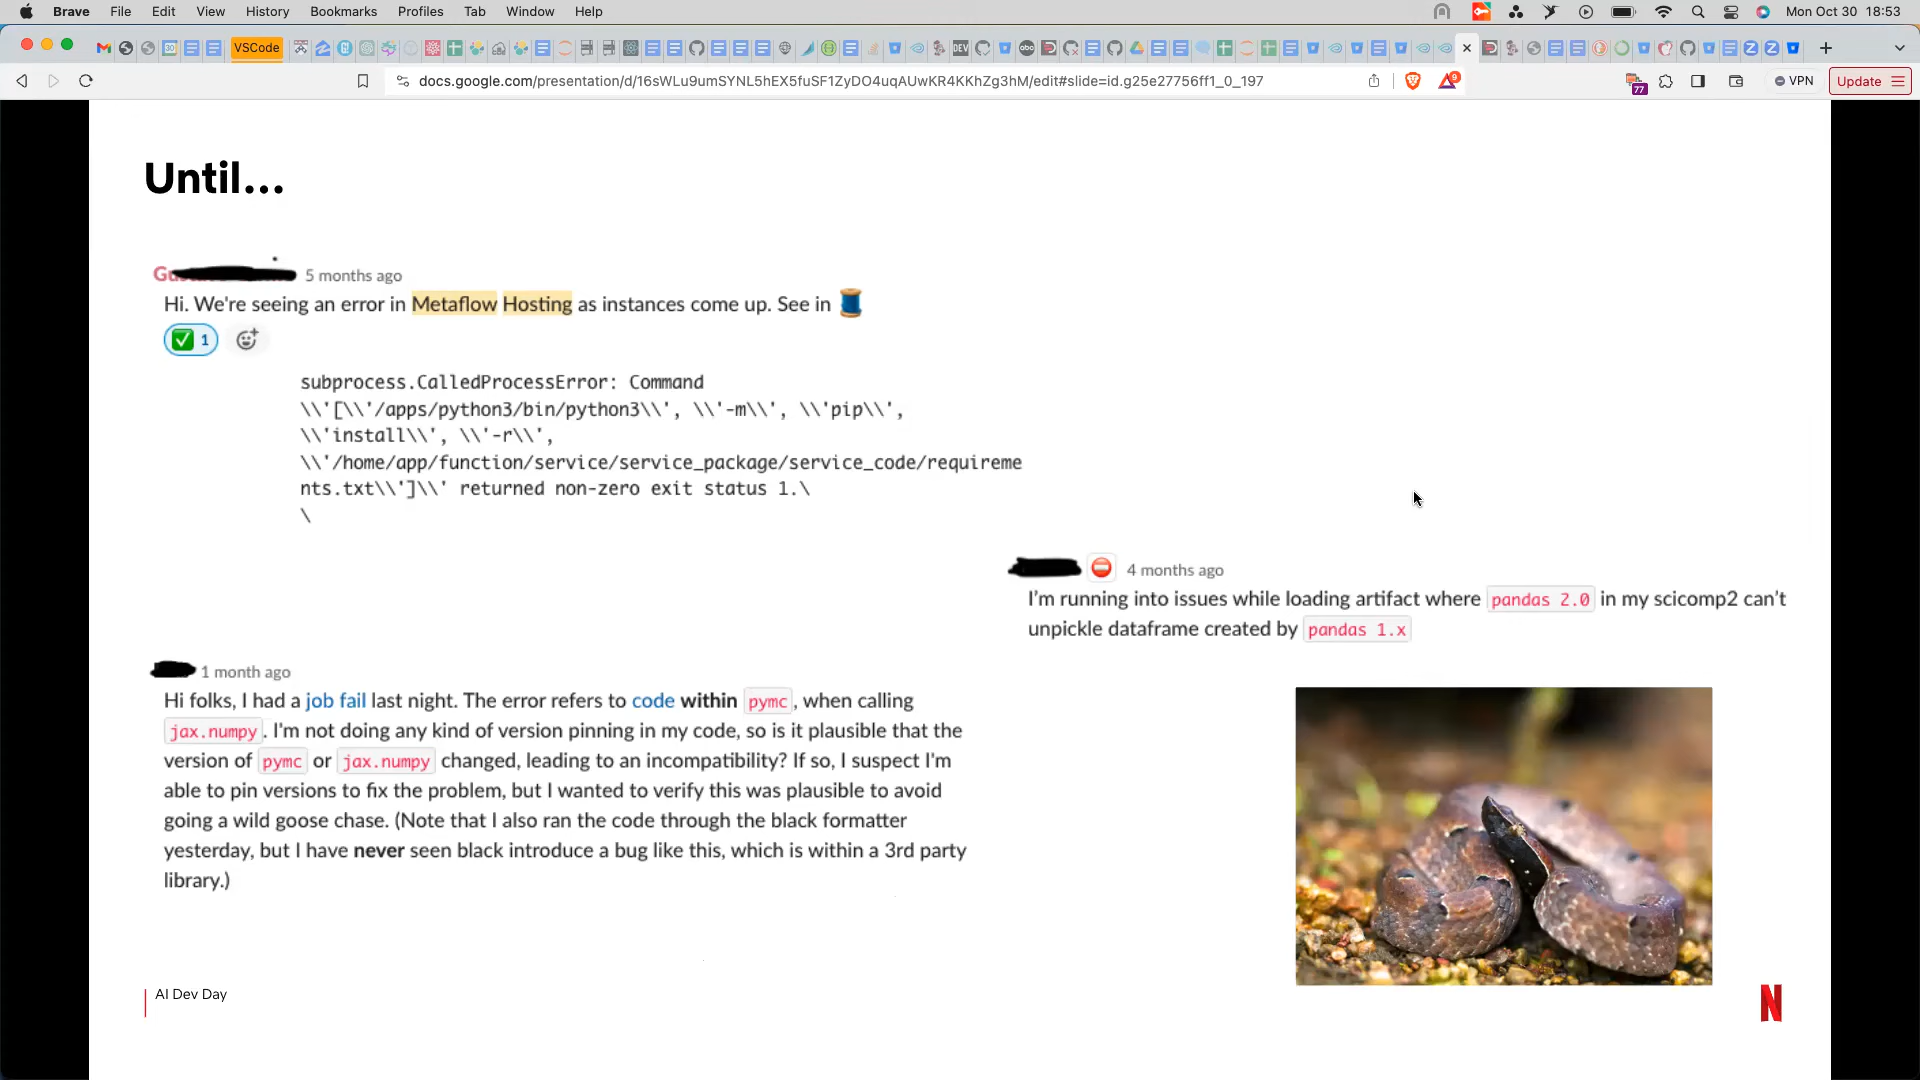 Brave File Edit View History Bookmarks Profiles Tab Window Help Mon Oct 30 18:53
VSCode
docs.google.com/presentation/d/16sWLu9umSYNL5hEX5fuSF1ZyDO4uqAUwKR4KKhZg3hM/edit#slide=id.g25e27756ff1_0_197 9 77 VPN Update
Until...
5 months ago
Hi. We're seeing an error in Metaflow Hosting as instances come up. See in
1
subprocess.CalledProcessError: Command
\\'[\\'/apps/python3/bin/python3\\', \\'-m\\', \\'pip\\',
\\'install\\', \\'-r\\',
\\'/home/app/function/service/service_package/service_code/requireme
nts.txt\\']\\' returned non-zero exit status 1.\
\
4 months ago
I'm running into issues while loading artifact where pandas 2.0 in my scicomp2 can't
unpickle dataframe created by pandas 1.x
1 month ago
Hi folks, I had a job fail last night. The error refers to code within pymc, when calling
jax.numpy. I'm not doing any kind of version pinning in my code, so is it plausible that the
version of pymc or jax.numpy changed, leading to an incompatibility? If so, I suspect I'm
able to pin versions to fix the problem, but I wanted to verify this was plausible to avoid
going a wild goose chase. (Note that I also ran the code through the black formatter
yesterday, but I have never seen black introduce a bug like this, which is within a 3rd party
library.)
AI Dev Day
N